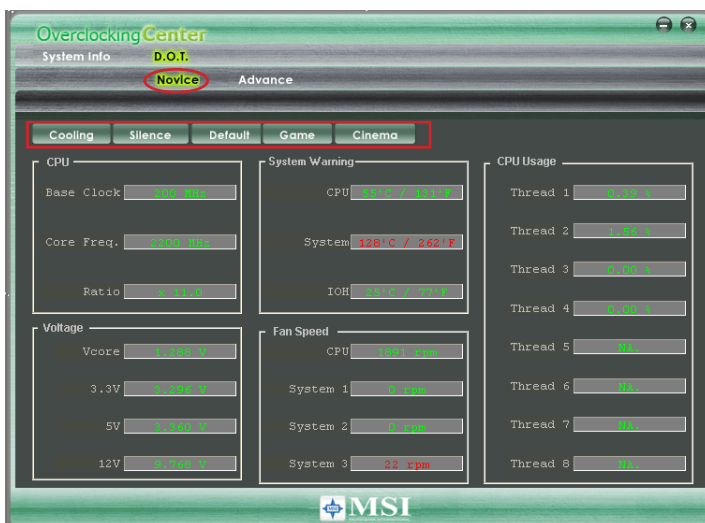 OverclockingCenter
System Info D.O.T.
Novice Advance
Cooling Silence Default Game Cinema
CPU
Base Clock 200 MHz
Core Freq. 2200 MHz
Ratio x 11.0
System Warning
CPU 55'C / 131'F
System 128'C / 262'F
IOH 25'C / 77'F
CPU Usage
Thread 1 0.39 %
Thread 2 1.56 %
Thread 3 0.00 %
Thread 4 0.00 %
Thread 5 NA.
Thread 6 NA.
Thread 7 NA.
Thread 8 NA.
Voltage
Vcore 1.288 V
3.3V 3.296 V
5V 3.360 V
12V 9.768 V
Fan Speed
CPU 1891 rpm
System 1 0 rpm
System 2 0 rpm
System 3 22 rpm
MSI